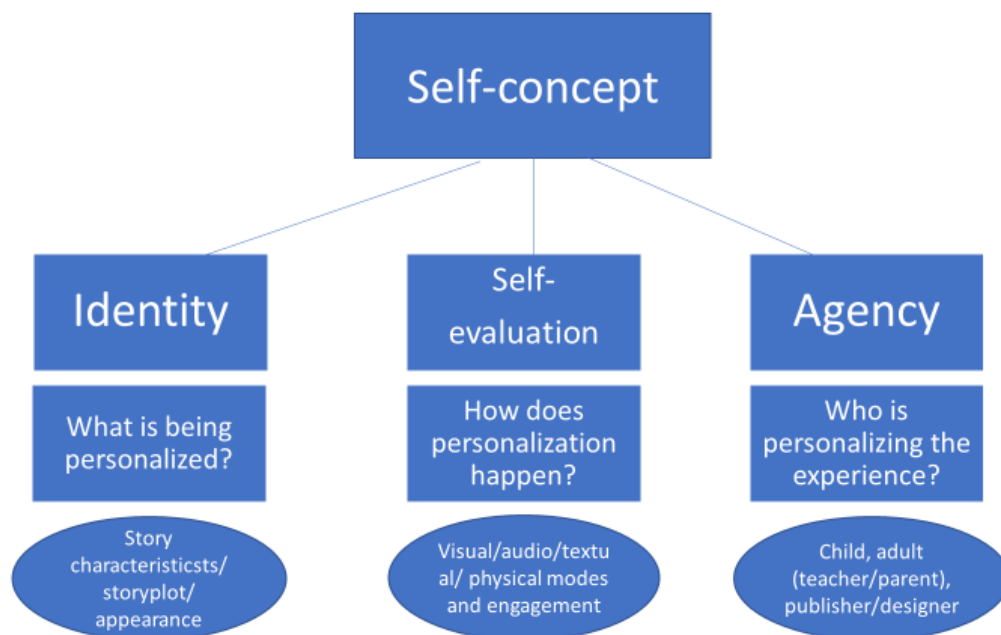 Self-concept
Identity
Self-
evaluation
Agency
What is being
personalized?
How does
personalization
happen?
Who is
personalizing the
experience?
Story
characteristicsts/
storyplot/
appearance
Visual/audio/textu
al/ physical modes
and engagement
Child, adult
(teacher/parent),
publisher/designer